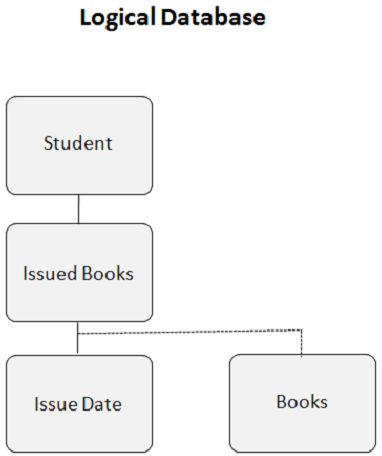 Logical Database
Student
Issued Books
Issue Date
Books